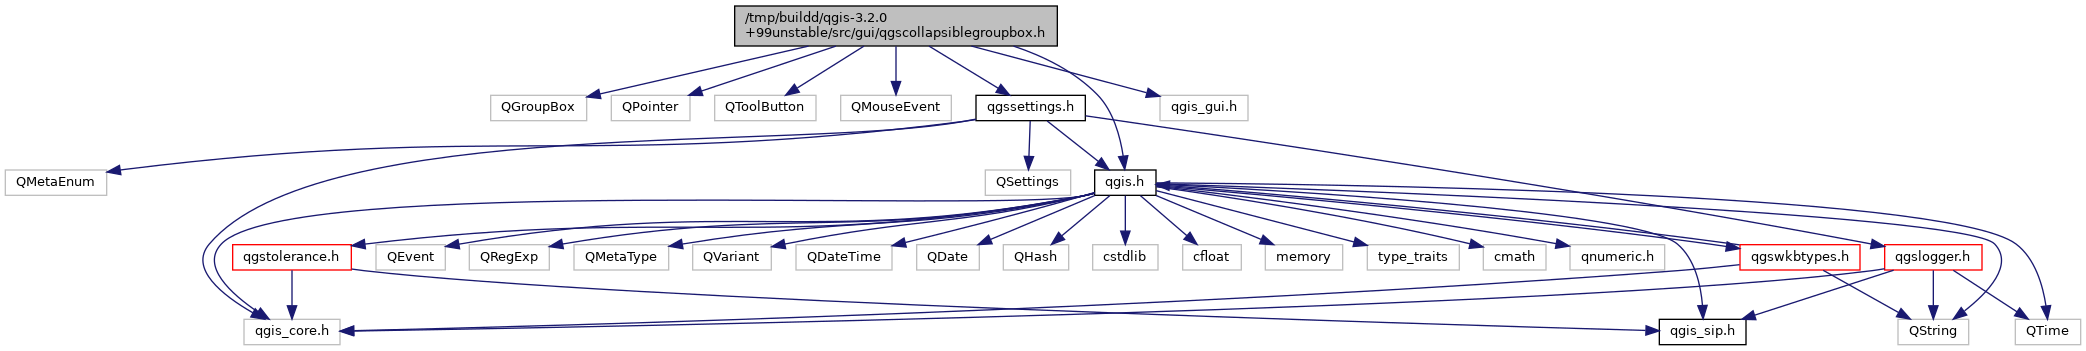 /tmp/buildd/qgis-3.2.0
+99unstable/src/gui/qgscollapsiblegroupbox.h
QGroupBox
QPointer
QToolButton
QMouseEvent
qgssettings.h
qgis_gui.h
QMetaEnum
QSettings
qgis.h
qgstolerance.h
QEvent
QRegExp
QMetaType
QVariant
QDateTime
QDate
QHash
cstdlib
cfloat
memory
type_traits
cmath
qnumeric.h
qgswkbtypes.h
qgslogger.h
qgis_core.h
qgis_sip.h
QString
QTime